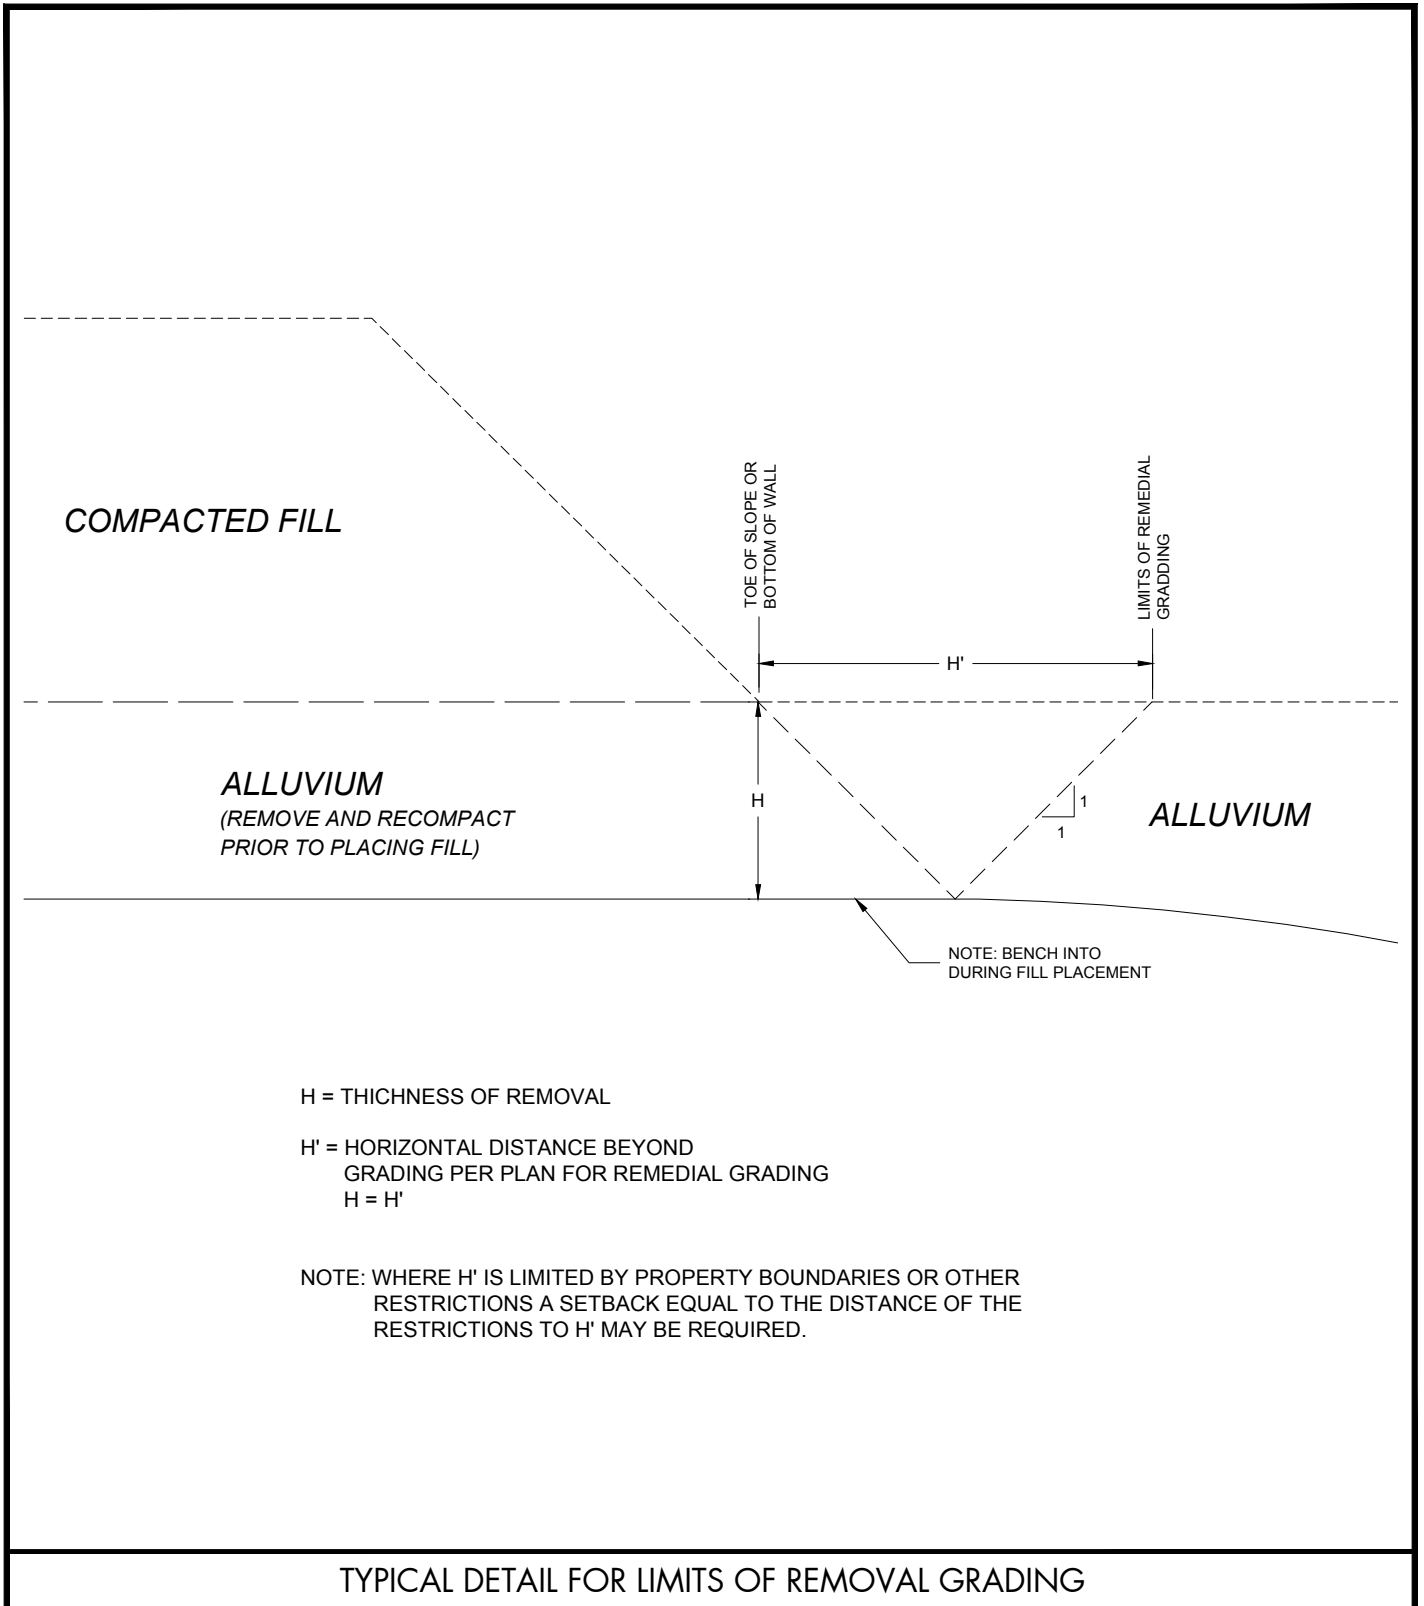 COMPACTED FILL
TOE OF SLOPE OR
BOTTOM OF WALL
LIMITS OF REMEDIAL
GRADDING
H'
ALLUVIUM
(REMOVE AND RECOMPACT
PRIOR TO PLACING FILL)
H
1
1
ALLUVIUM
NOTE: BENCH INTO
DURING FILL PLACEMENT
H = THICHNESS OF REMOVAL
H' = HORIZONTAL DISTANCE BEYOND
GRADING PER PLAN FOR REMEDIAL GRADING
H = H'
NOTE: WHERE H' IS LIMITED BY PROPERTY BOUNDARIES OR OTHER
RESTRICTIONS A SETBACK EQUAL TO THE DISTANCE OF THE
RESTRICTIONS TO H' MAY BE REQUIRED.
TYPICAL DETAIL FOR LIMITS OF REMOVAL GRADING